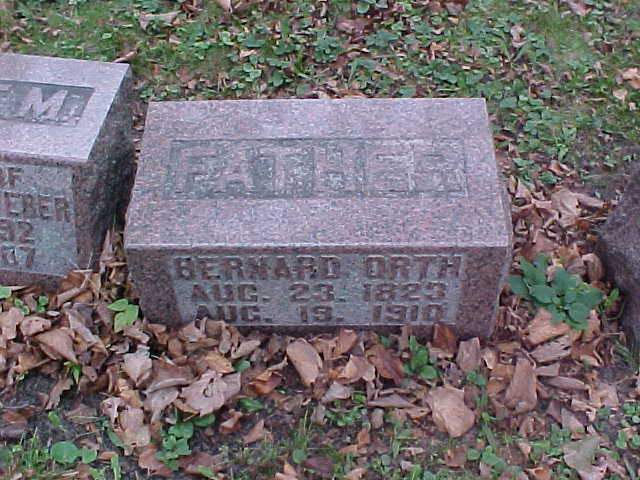 M.
FATHER
BERNARD ORTH
AUG. 23. 1823
AUG. 19. 1910